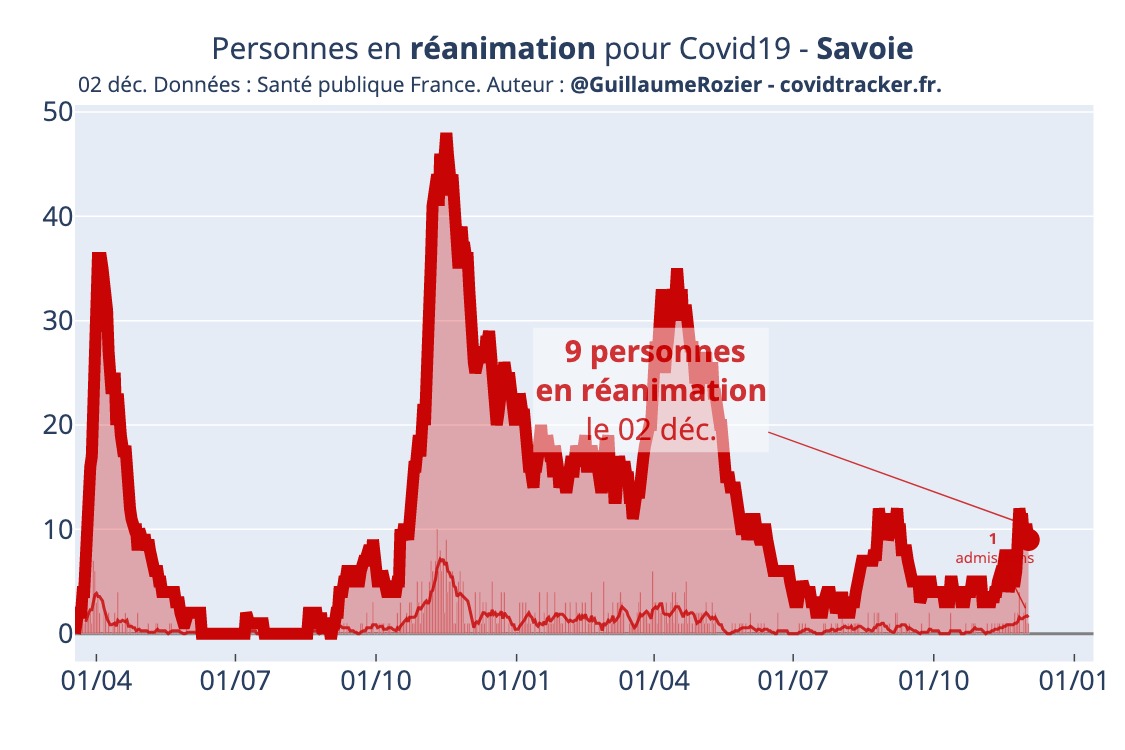 Personnes en réanimation pour Covid19 - Savoie
02 déc. Données : Santé publique France. Auteur : @GuillaumeRozier - covidtracker.fr.
50
40
30
20
10
0
9 personnes
en réanimation
le 02 déc.
1
admissions
01/04
01/07
01/10
01/01
01/04
01/07
01/10
01/01